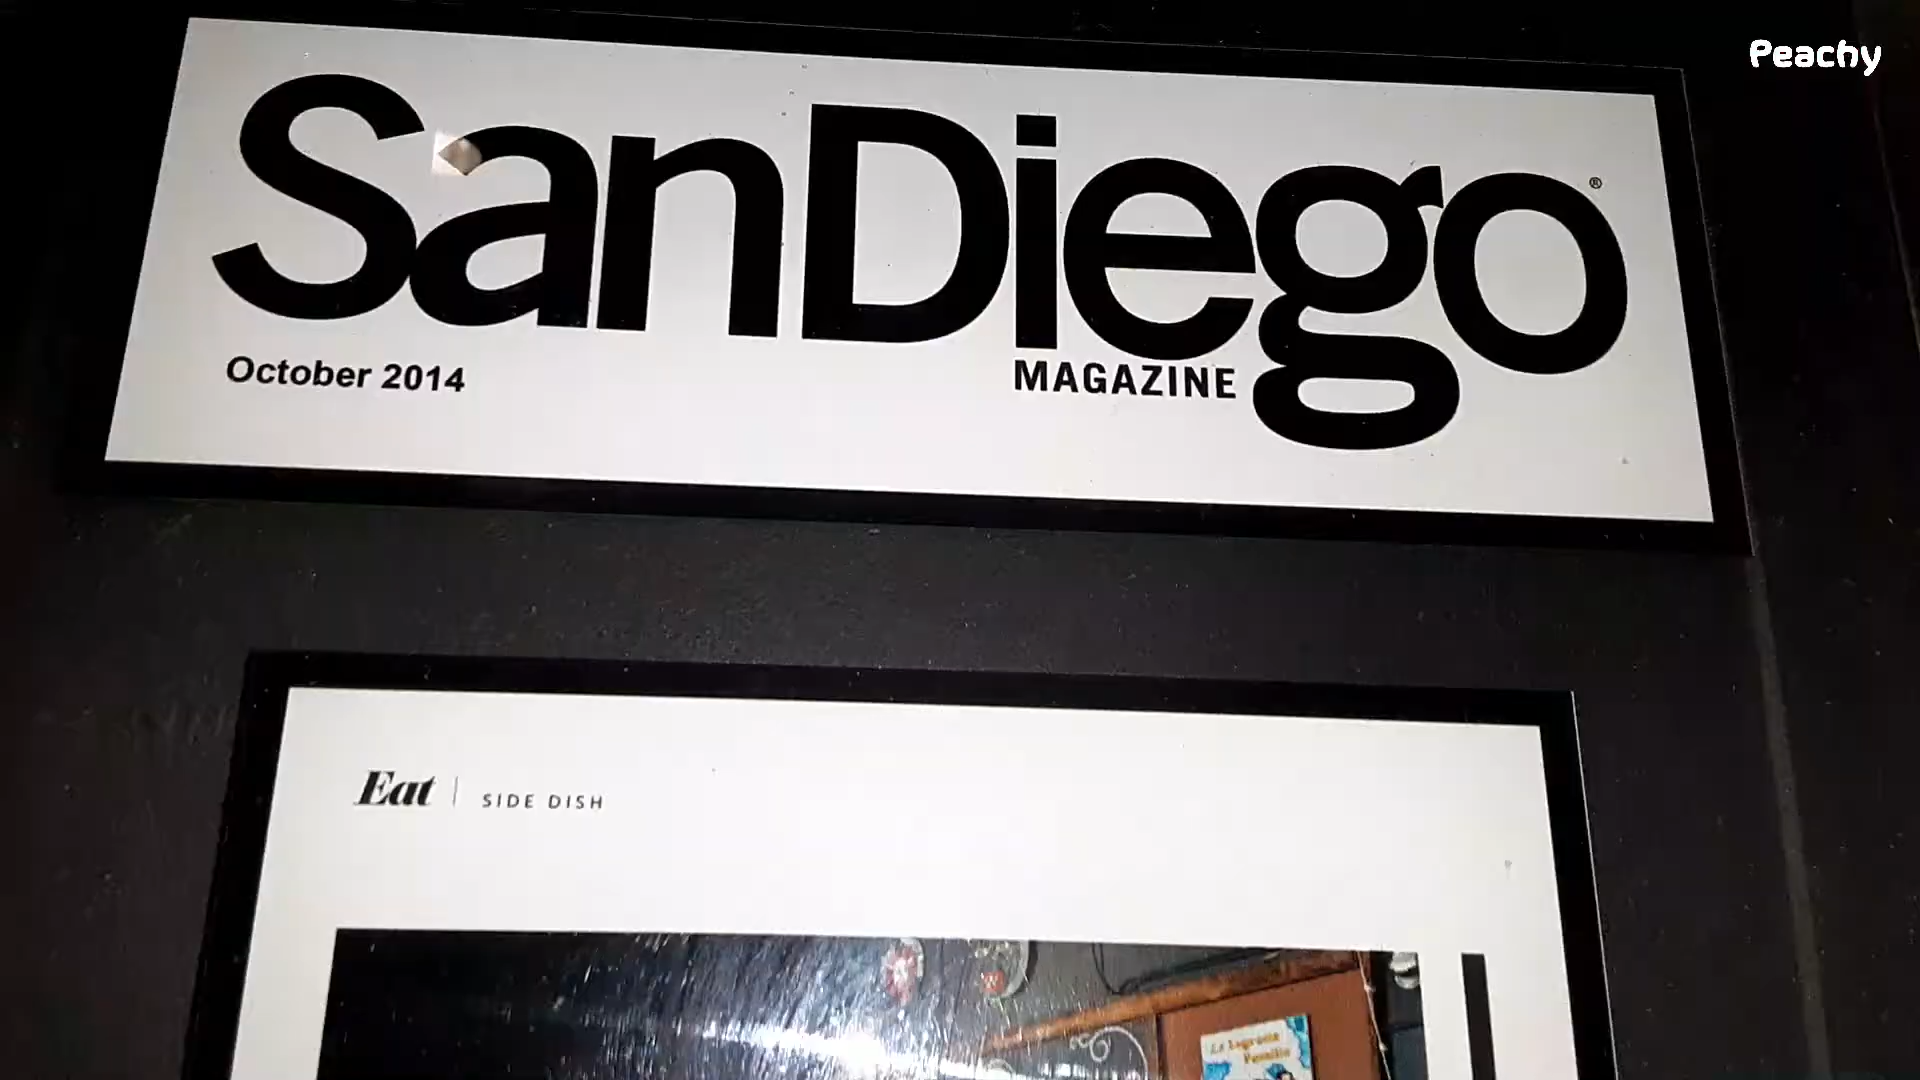 Peachy
SanDiego®
October 2014
MAGAZINE
Eat | SIDE DISH